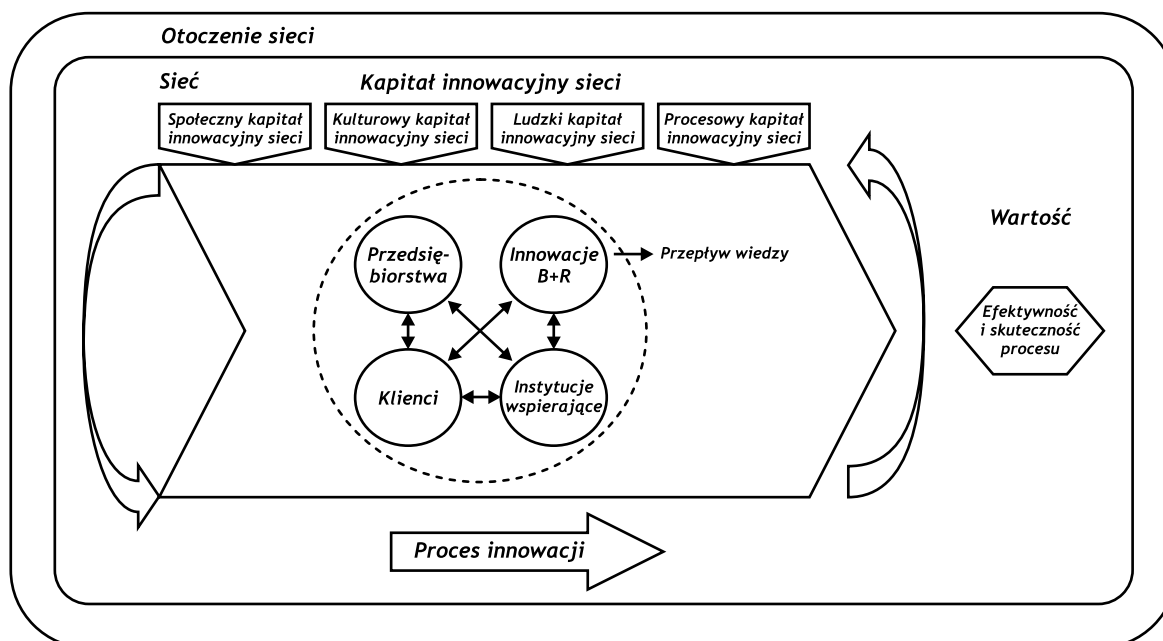 Otoczenie sieci
Sieć
Kapitał innowacyjny sieci
Społeczny kapitał
innowacyjny sieci
Kulturowy kapitał
innowacyjny sieci
Ludzki kapitał
innowacyjny sieci
Procesowy kapitał
innowacyjny sieci
Przedsię-
biorstwa
Innowacje
B+R
Przepływ wiedzy
Klienci
Instytucje
wspierające
Wartość
Efektywność
i skuteczność
procesu
Proces innowacji